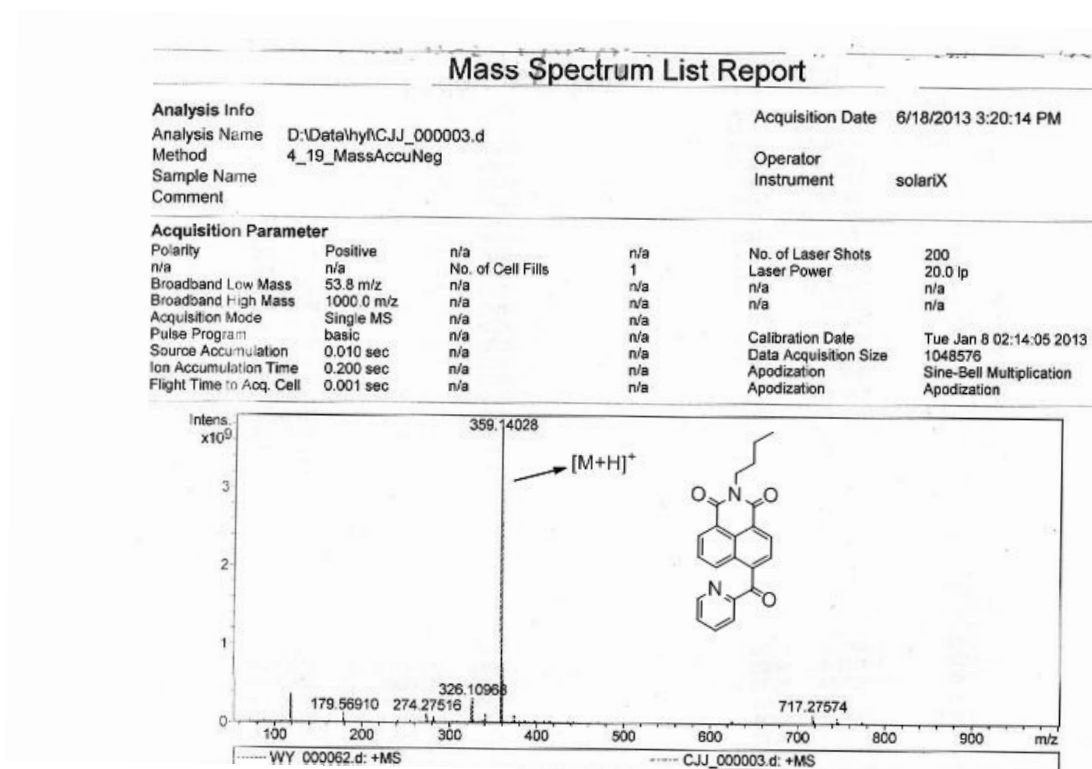 Mass Spectrum List Report
Analysis Info
Acquisition Date 6/18/2013 3:20:14 PM
Analysis Name D:\Data\hyl\CJJ_000003.d
Method 4_19_MassAccuNeg
Operator
Sample Name
Instrument solariX
Comment
Acquisition Parameter
Polarity Positive n/a n/a No. of Laser Shots 200
n/a n/a No. of Cell Fills 1 Laser Power 20.0 lp
Broadband Low Mass 53.8 m/z n/a n/a n/a n/a
Broadband High Mass 1000.0 m/z n/a n/a n/a n/a
Acquisition Mode Single MS n/a n/a
Pulse Program basic n/a n/a Calibration Date Tue Jan 8 02:14:05 2013
Source Accumulation 0.010 sec n/a n/a Data Acquisition Size 1048576
Ion Accumulation Time 0.200 sec n/a n/a Apodization Sine-Bell Multiplication
Flight Time to Acq. Cell 0.001 sec n/a n/a Apodization Apodization
Intens.
x10⁹
359.14028
[M+H]⁺
3
O N O
2
N
O
1
326.10968
179.56910 274.27516 717.27574
0
100 200 300 400 500 600 700 800 900 m/z
WY_000062.d: +MS CJJ_000003.d: +MS